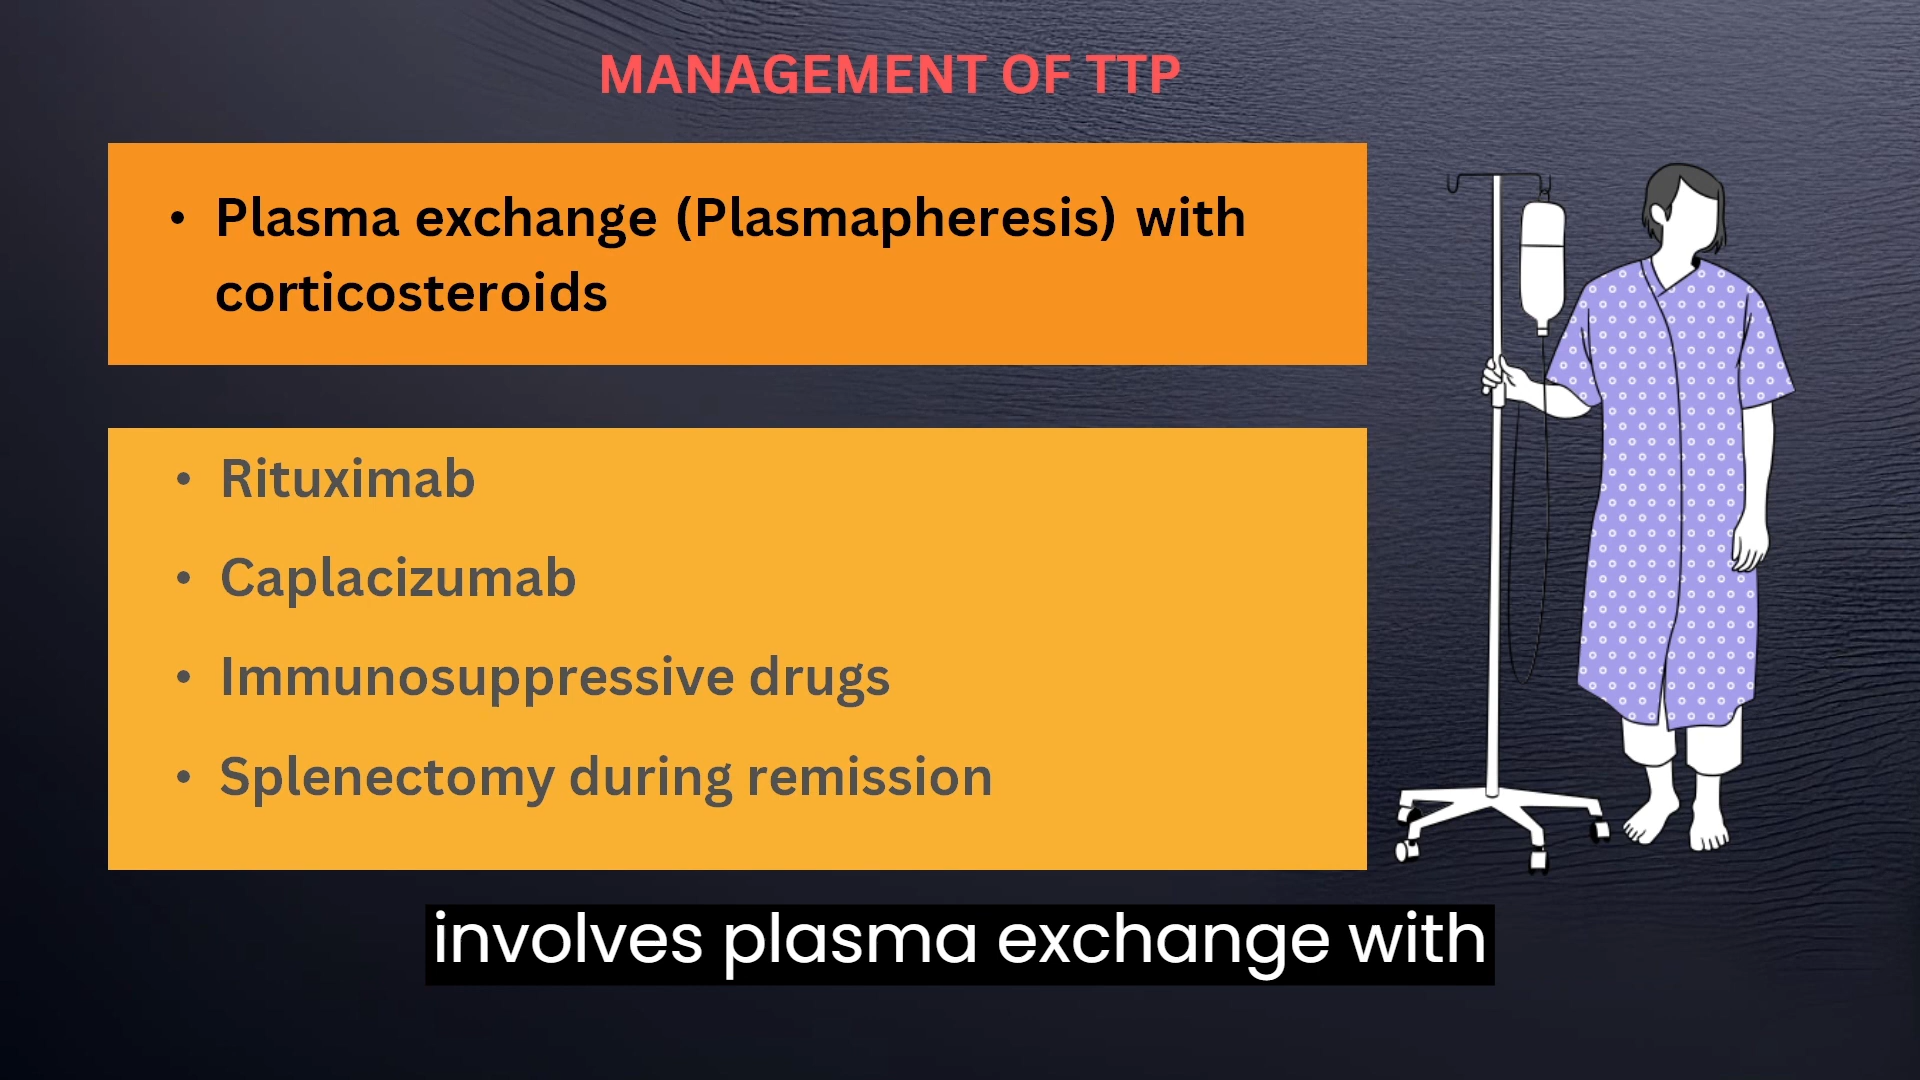 MANAGEMENT OF TTP
• Plasma exchange (Plasmapheresis) with
corticosteroids
• Rituximab
• Caplacizumab
• Immunosuppressive drugs
• Splenectomy during remission
involves plasma exchange with